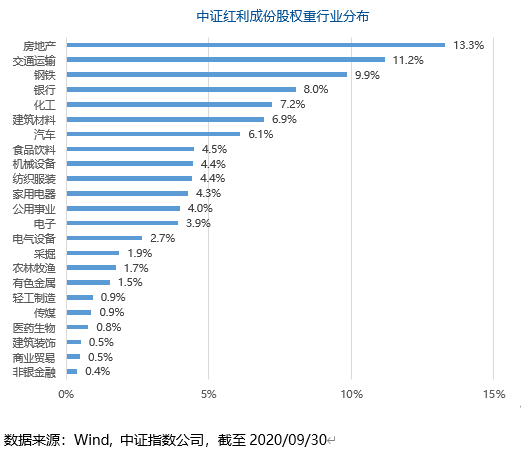 中证红利成份股权重行业分布
房地产 13.3%
交通运输 11.2%
钢铁 9.9%
银行 8.0%
化工 7.2%
建筑材料 6.9%
汽车 6.1%
食品饮料 4.5%
机械设备 4.4%
纺织服装 4.4%
家用电器 4.3%
公用事业 4.0%
电子 3.9%
电气设备 2.7%
采掘 1.9%
农林牧渔 1.7%
有色金属 1.5%
轻工制造 0.9%
传媒 0.9%
医药生物 0.8%
建筑装饰 0.5%
商业贸易 0.5%
非银金融 0.4%
0% 5% 10% 15%
数据来源：Wind, 中证指数公司，截至 2020/09/30